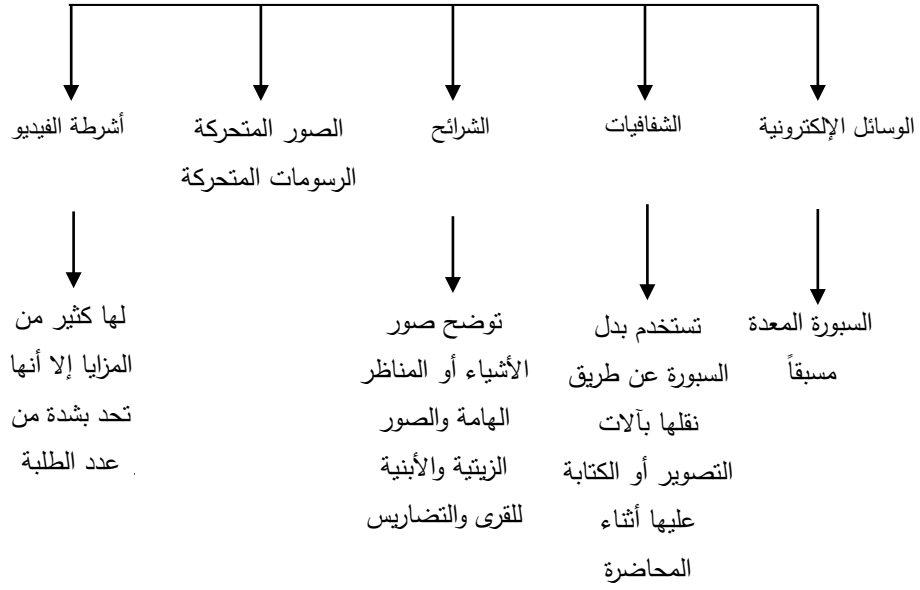 الوسائل الإلكترونية
الشفافيات
الشرائح
الصور المتحركة
الرسومات المتحركة
أشرطة الفيديو
السبورة المعدة
مسبقاً
تستخدم بدل
السبورة عن طريق
نقلها بآلات
التصوير أو الكتابة
عليها أثناء
المحاضرة
توضح صور
الأشياء أو المناظر
الهامة والصور
الزيتية والأبنية
للقرى والتضاريس
لها كثير من
المزايا إلا أنها
تحد بشدة من
عدد الطلبة